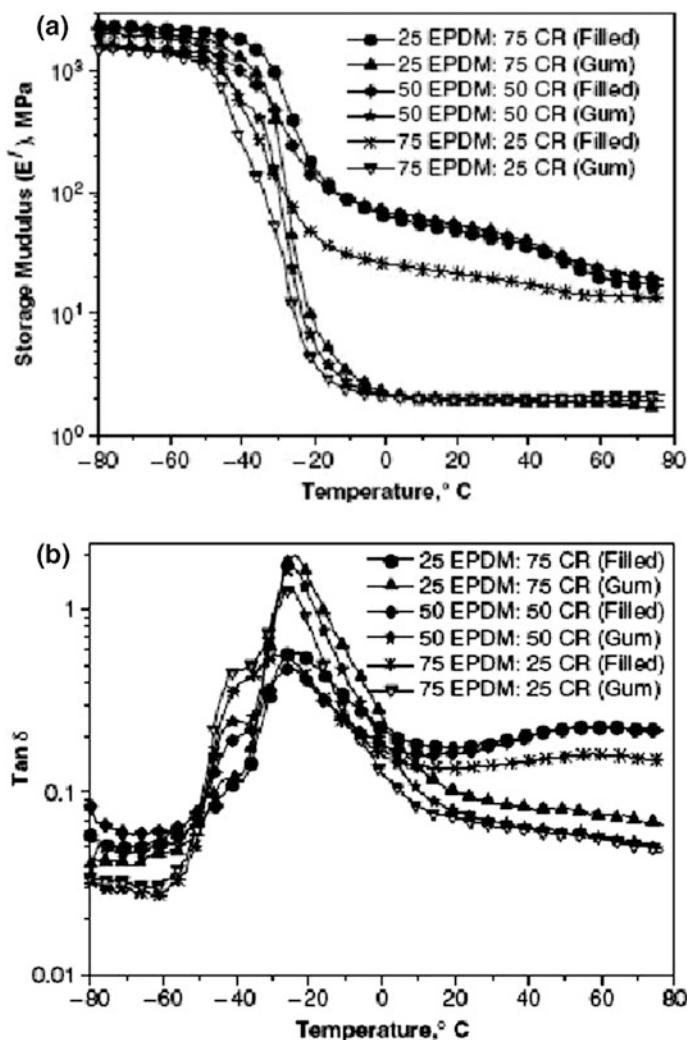 (a)
25 EPDM: 75 CR (Filled)
25 EPDM: 75 CR (Gum)
50 EPDM: 50 CR (Filled)
50 EPDM: 50 CR (Gum)
75 EPDM: 25 CR (Filled)
75 EPDM: 25 CR (Gum)
Storage Mudulus (E′), MPa
10³
10²
10¹
10⁰
−80 −60 −40 −20 0 20 40 60 80
Temperature,° C
(b)
25 EPDM: 75 CR (Filled)
25 EPDM: 75 CR (Gum)
50 EPDM: 50 CR (Filled)
50 EPDM: 50 CR (Gum)
75 EPDM: 25 CR (Filled)
75 EPDM: 25 CR (Gum)
Tan δ
1
0.1
0.01
−80 −60 −40 −20 0 20 40 60 80
Temperature,° C